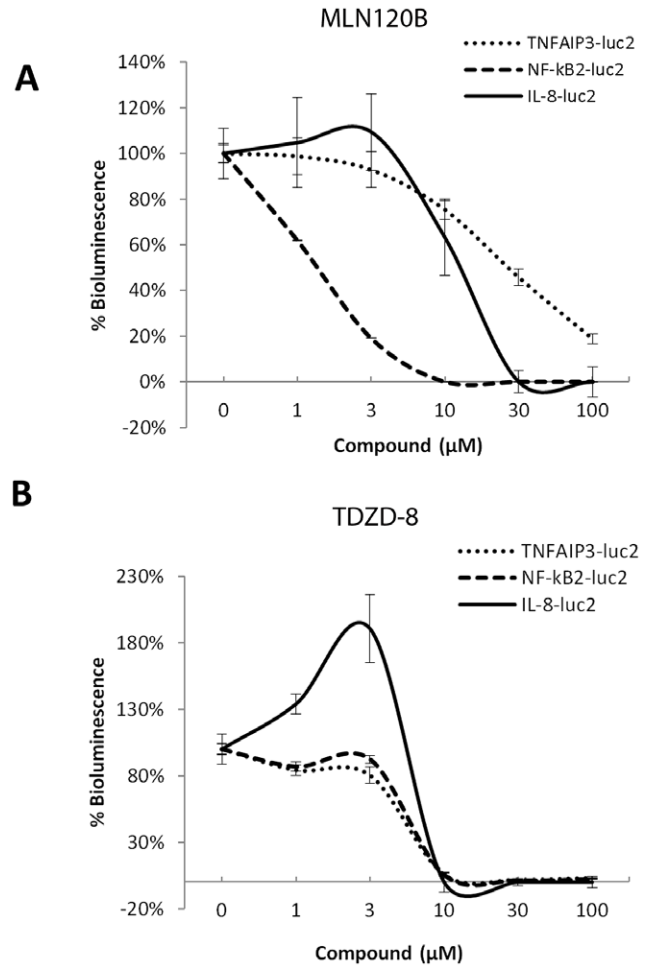 MLN120B
A
TNFAIP3-luc2
NF-kB2-luc2
IL-8-luc2
140%
120%
100%
80%
60%
40%
20%
0%
-20%
% Bioluminescence
0 1 3 10 30 100
Compound (µM)
B
TDZD-8
TNFAIP3-luc2
NF-kB2-luc2
IL-8-luc2
230%
180%
130%
80%
30%
-20%
% Bioluminescence
0 1 3 10 30 100
Compound (µM)